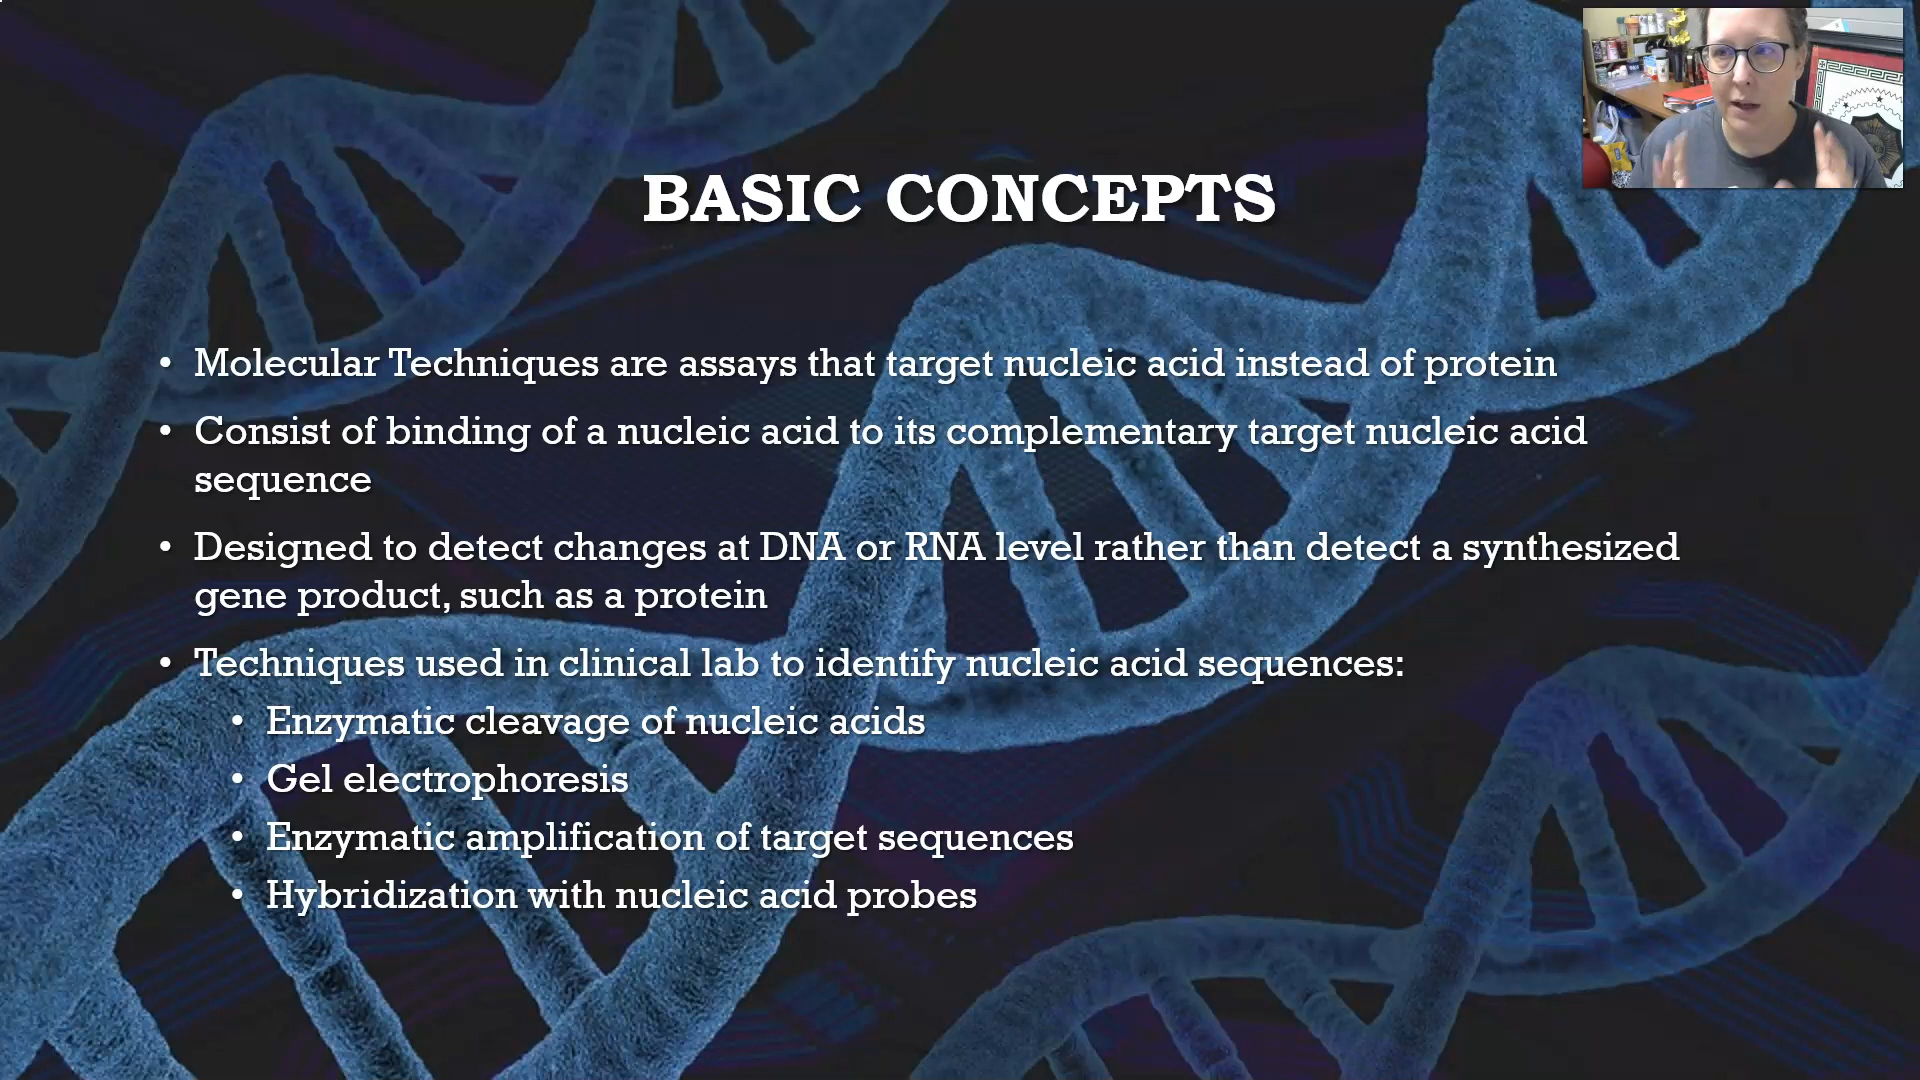 BASIC CONCEPTS
• Molecular Techniques are assays that target nucleic acid instead of protein
• Consist of binding of a nucleic acid to its complementary target nucleic acid
sequence
• Designed to detect changes at DNA or RNA level rather than detect a synthesized
gene product, such as a protein
• Techniques used in clinical lab to identify nucleic acid sequences:
• Enzymatic cleavage of nucleic acids
• Gel electrophoresis
• Enzymatic amplification of target sequences
• Hybridization with nucleic acid probes